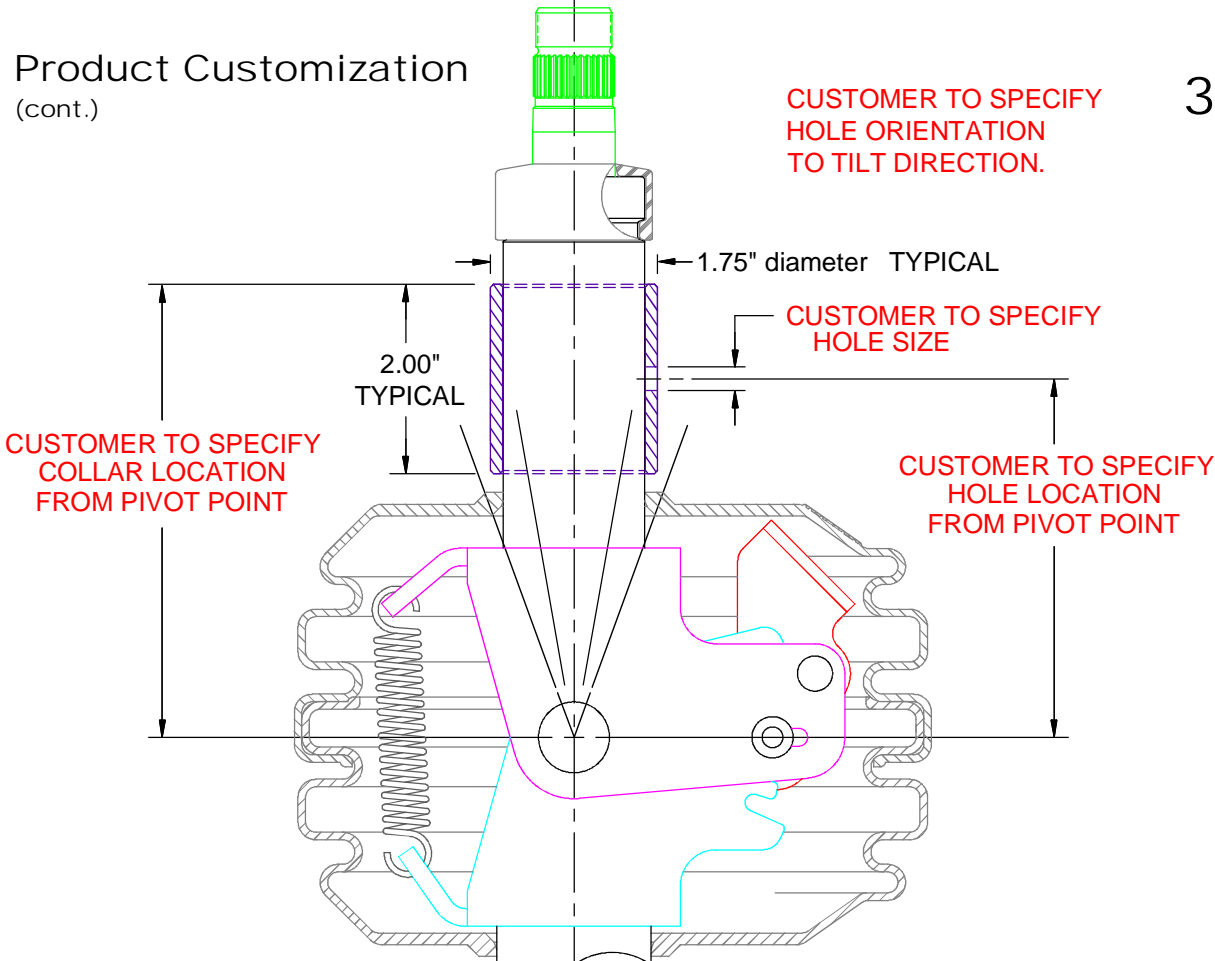 Product Customization
(cont.)
3
CUSTOMER TO SPECIFY
HOLE ORIENTATION
TO TILT DIRECTION.
1.75" diameter TYPICAL
CUSTOMER TO SPECIFY
HOLE SIZE
2.00"
TYPICAL
CUSTOMER TO SPECIFY
COLLAR LOCATION
FROM PIVOT POINT
CUSTOMER TO SPECIFY
HOLE LOCATION
FROM PIVOT POINT